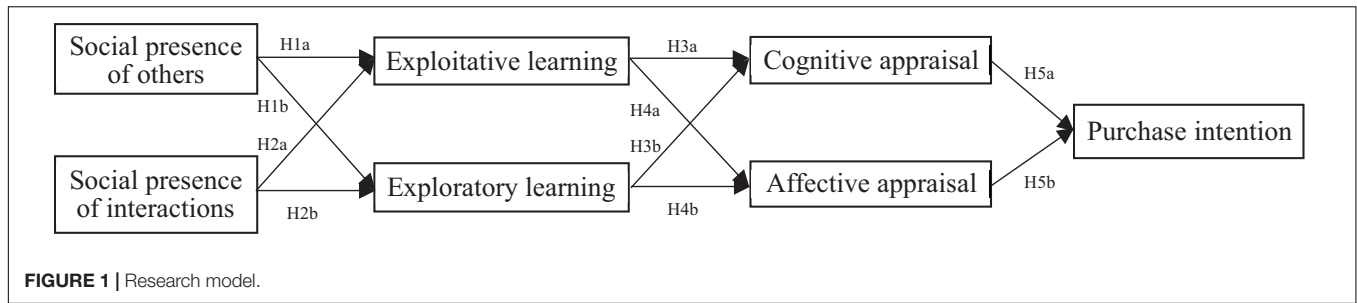 Social presence
of others
H1a
H1b
H2a
Social presence
of interactions
H2b
Exploitative learning
Exploratory learning
H3a
H4a
H3b
H4b
Cognitive appraisal
Affective appraisal
H5a
H5b
Purchase intention
FIGURE 1 | Research model.